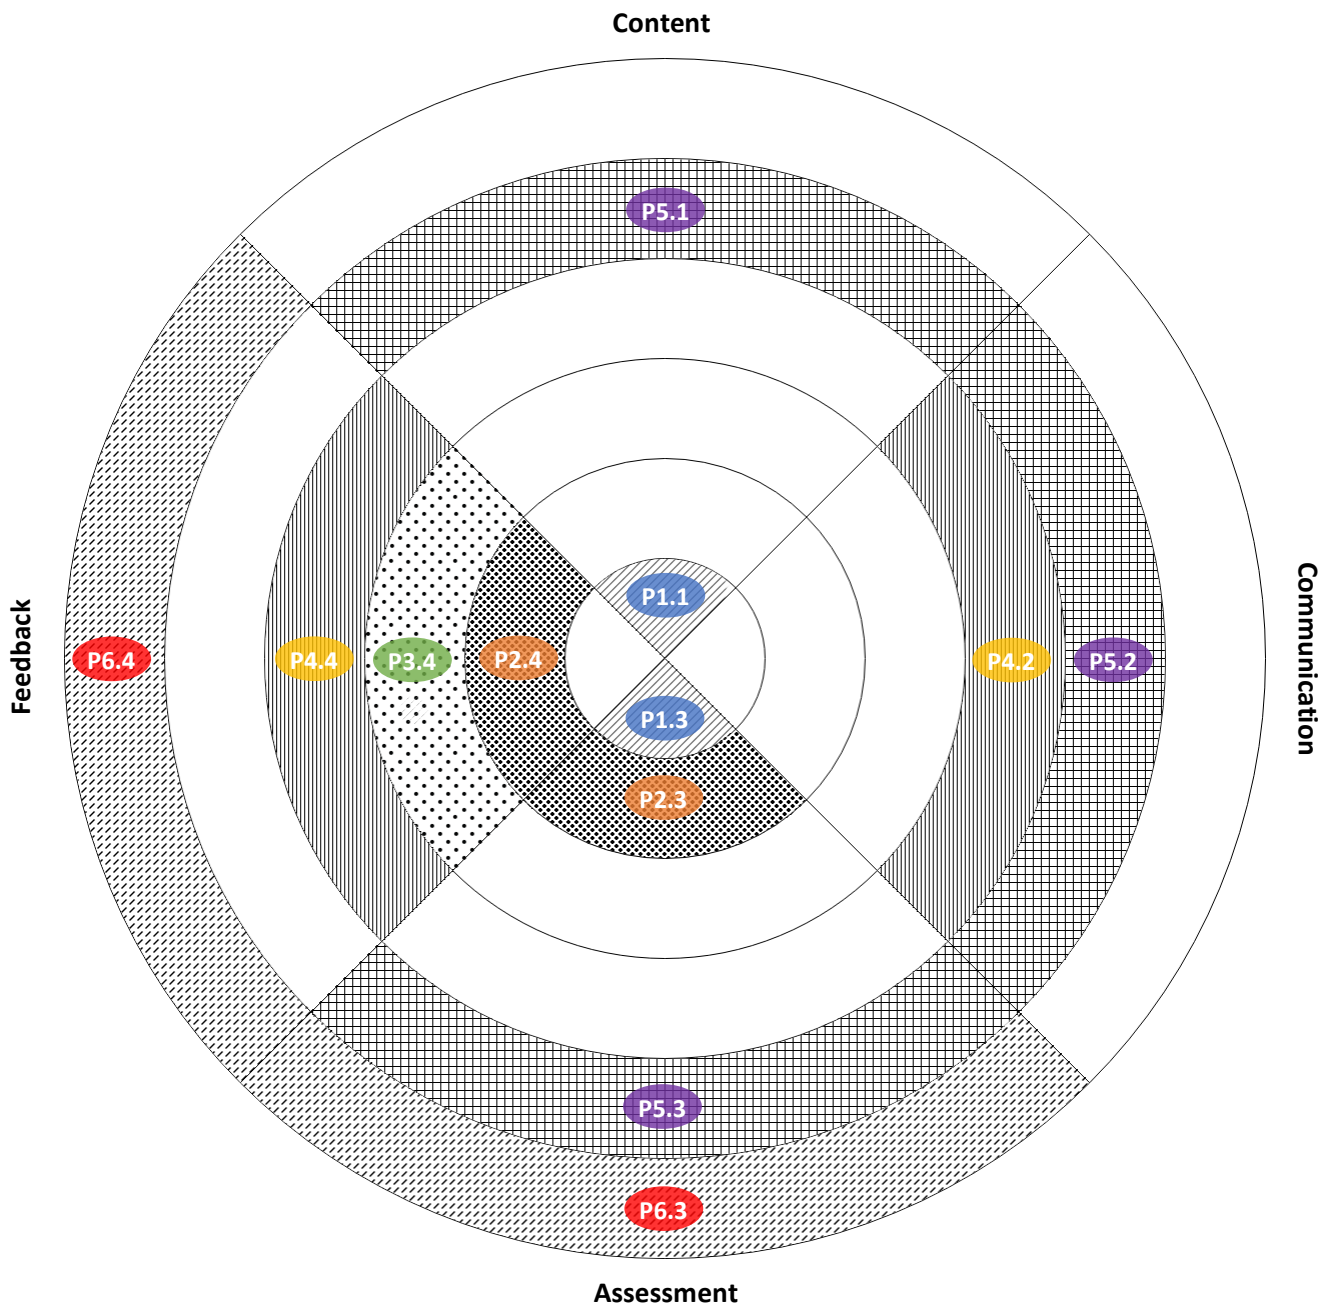 Content
P5.1
P1.1
Feedback
P6.4
P4.4
P3.4
P2.4
P4.2
P5.2
Communication
P1.3
P2.3
P5.3
P6.3
Assessment